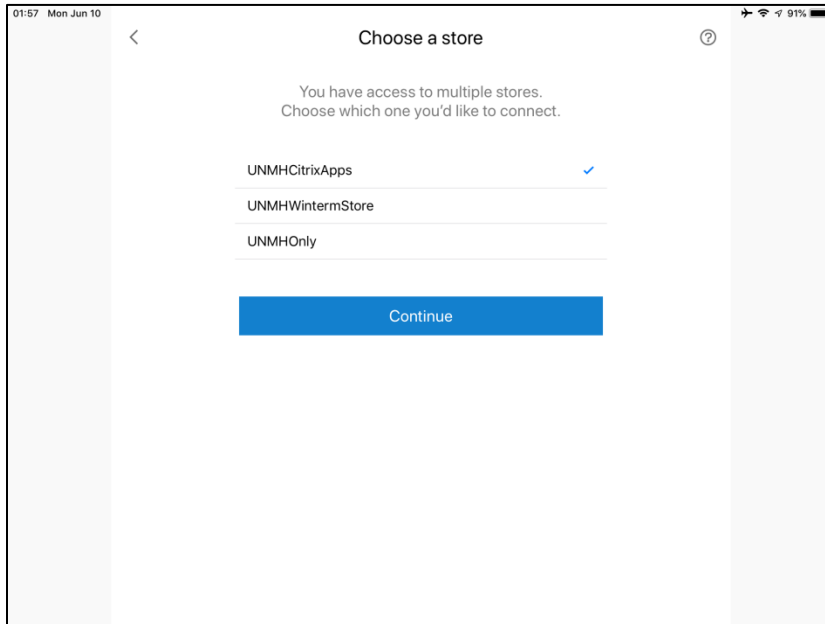 01:57 Mon Jun 10
91%
Choose a store
You have access to multiple stores.
Choose which one you'd like to connect.
UNMHCitrixApps
UNMHWintermStore
UNMHOnly
Continue